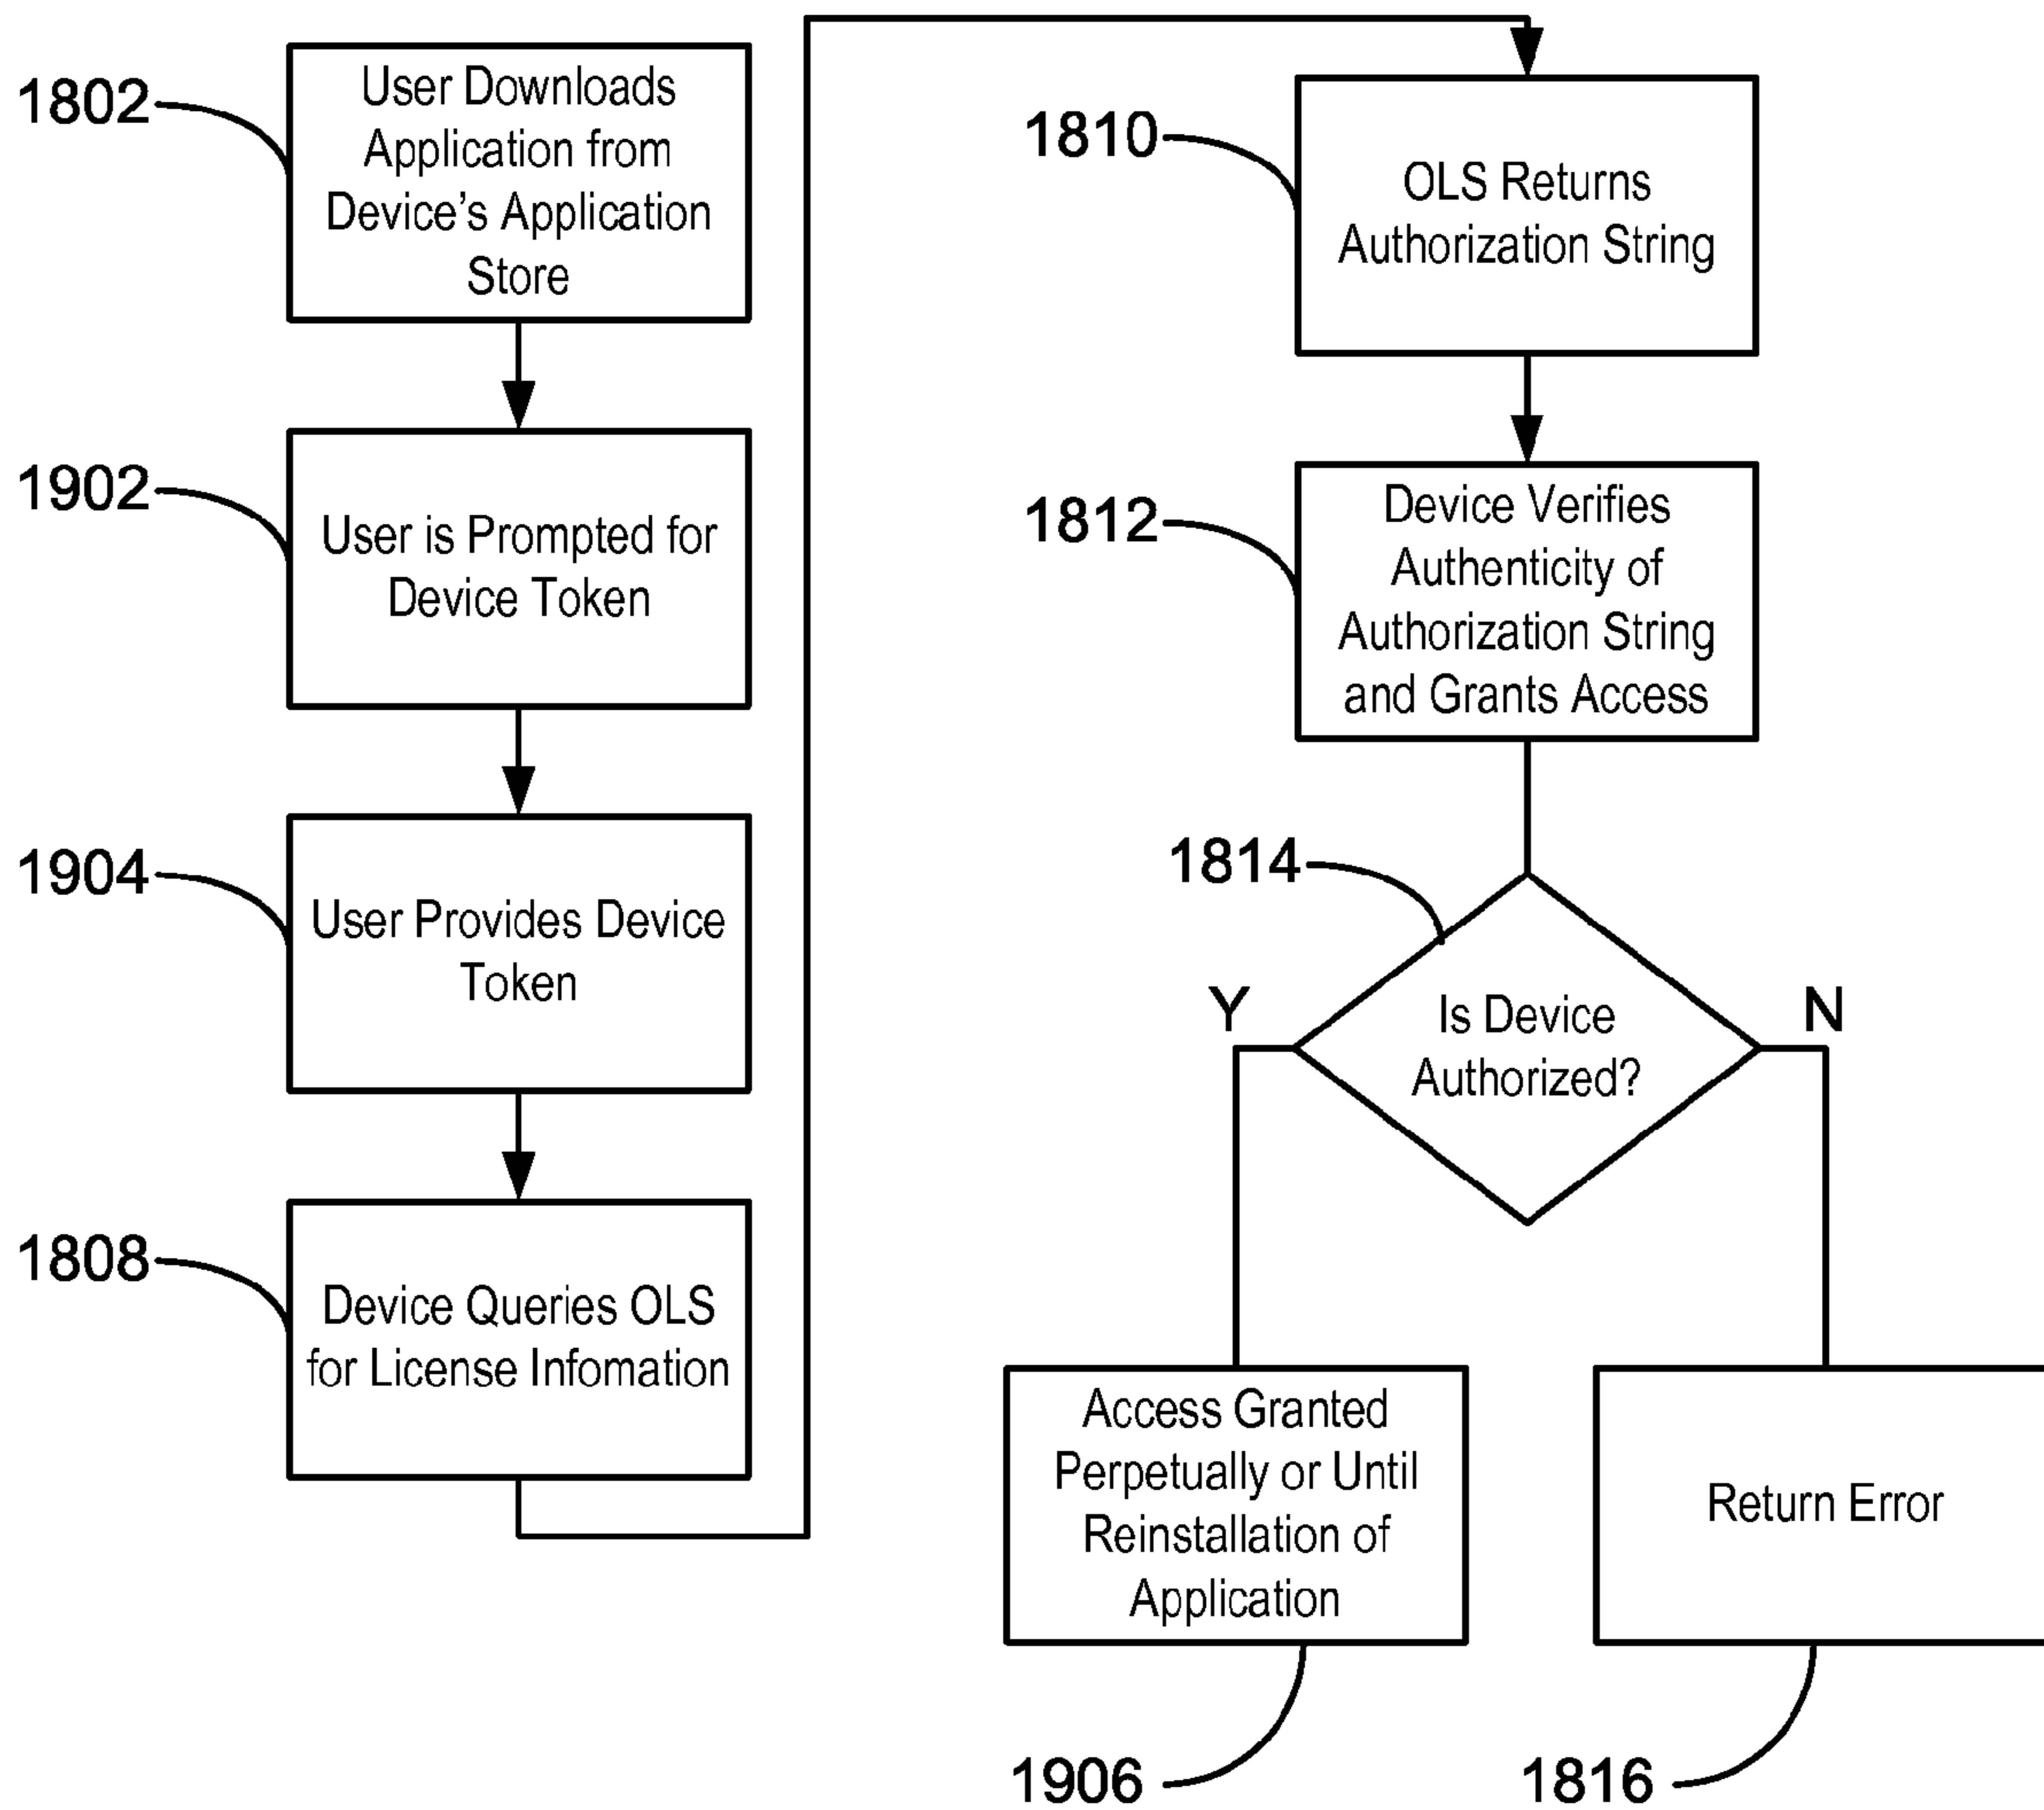 1802
User Downloads
Application from
Device's Application
Store
1902
User is Prompted for
Device Token
1904
User Provides Device
Token
1808
Device Queries OLS
for License Infomation
1810
OLS Returns
Authorization String
1812
Device Verifies
Authenticity of
Authorization String
and Grants Access
1814
Is Device
Authorized?
Y
N
Access Granted
Perpetually or Until
Reinstallation of
Application
1906
Return Error
1816